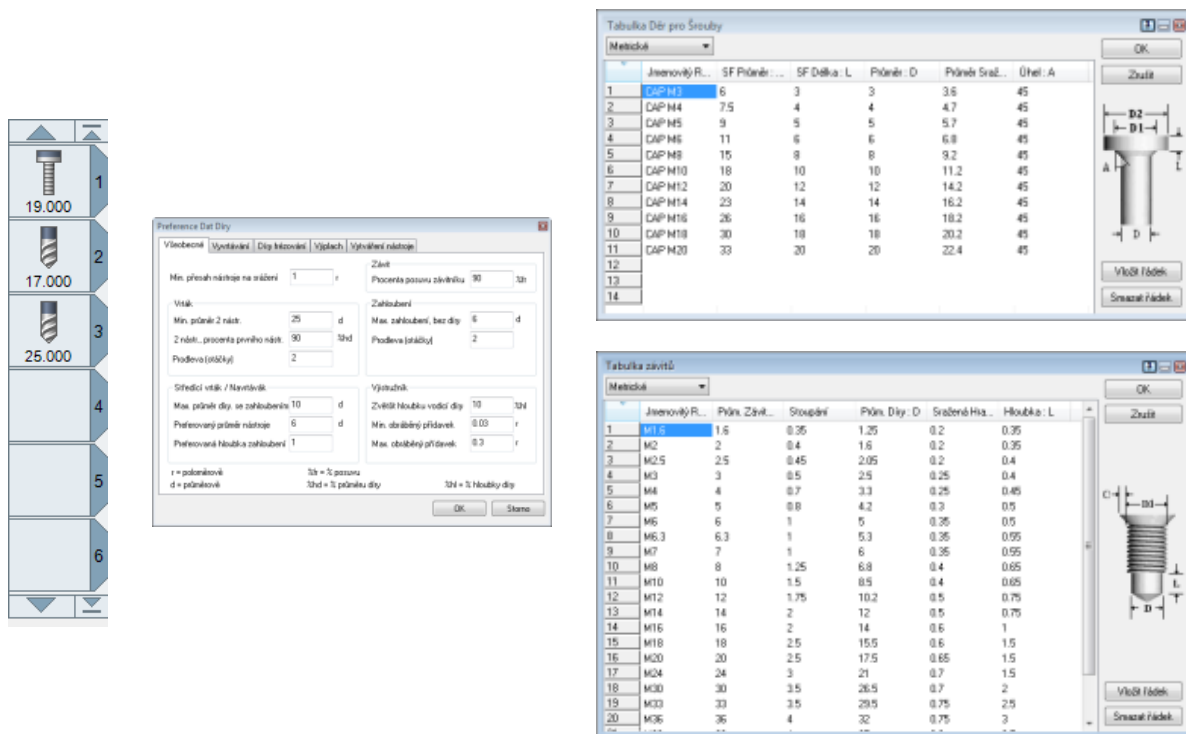 1
19.000
2
17.000
3
25.000
4
5
6
Preference Dat Díry
Všeobecné Vyvrtávání Díry frézování Výplach Vytváření nástroje
Min. přesah nástroje na srážení 1 r
Závit
Procenta posuvu závitníku 90 %fr
Vrták
Min. průměr 2 nástr. 25 d
2 nástr., procenta prvního nástr. 90 %hd
Prodleva (otáčky) 2
Zahloubení
Max. zahloubení, bez díry 6 d
Prodleva (otáčky) 2
Středící vrták / Navrtávák
Max. průměr díry, se zahloubením 10 d
Preferovaný průměr nástroje 6 d
Preferovaná hloubka zahloubení 1
Výstružník
Zvětšit hloubku vodící díry 10 %hl
Min. obráběný přídavek 0.03 r
Max. obráběný přídavek 0.3 r
r = poloměrově %fr = % posuvu
d = průměrově %hd = % průměru díry %hl = % hloubky díry
OK Storno
Tabulka Děr pro Šrouby
Metrické OK
Jmenovitý R... SF Průměr : ... SF Délka : L Průměr : D Průměr Sraž... Úhel : A Zrušit
1 CAP M3 6 3 3 3.6 45
2 CAP M4 7.5 4 4 4.7 45
3 CAP M5 9 5 5 5.7 45
4 CAP M6 11 6 6 6.8 45
5 CAP M8 15 8 8 9.2 45
6 CAP M10 18 10 10 11.2 45
7 CAP M12 20 12 12 14.2 45
8 CAP M14 23 14 14 16.2 45
9 CAP M16 26 16 16 18.2 45
10 CAP M18 30 18 18 20.2 45
11 CAP M20 33 20 20 22.4 45
12
13
14
D2
D1
A L
D
Vložit řádek
Smazat řádek
Tabulka závitů
Metrické OK
Jmenovitý R... Prům. Závit... Stoupání Prům. Díry : D Sražená Hra... Hloubka : L Zrušit
1 M1.6 1.6 0.35 1.25 0.2 0.35
2 M2 2 0.4 1.6 0.2 0.35
3 M2.5 2.5 0.45 2.05 0.2 0.4
4 M3 3 0.5 2.5 0.25 0.4
5 M4 4 0.7 3.3 0.25 0.45
6 M5 5 0.8 4.2 0.3 0.5
7 M6 6 1 5 0.35 0.5
8 M6.3 6.3 1 5.3 0.35 0.55
9 M7 7 1 6 0.35 0.55
10 M8 8 1.25 6.8 0.4 0.65
11 M10 10 1.5 8.5 0.4 0.65
12 M12 12 1.75 10.2 0.5 0.75
13 M14 14 2 12 0.5 0.75
14 M16 16 2 14 0.6 1
15 M18 18 2.5 15.5 0.6 1.5
16 M20 20 2.5 17.5 0.65 1.5
17 M24 24 3 21 0.7 1.5
18 M30 30 3.5 26.5 0.7 2
19 M33 33 3.5 29.5 0.75 2.5
20 M36 36 4 32 0.75 3
C
D1
L
D
Vložit řádek
Smazat řádek